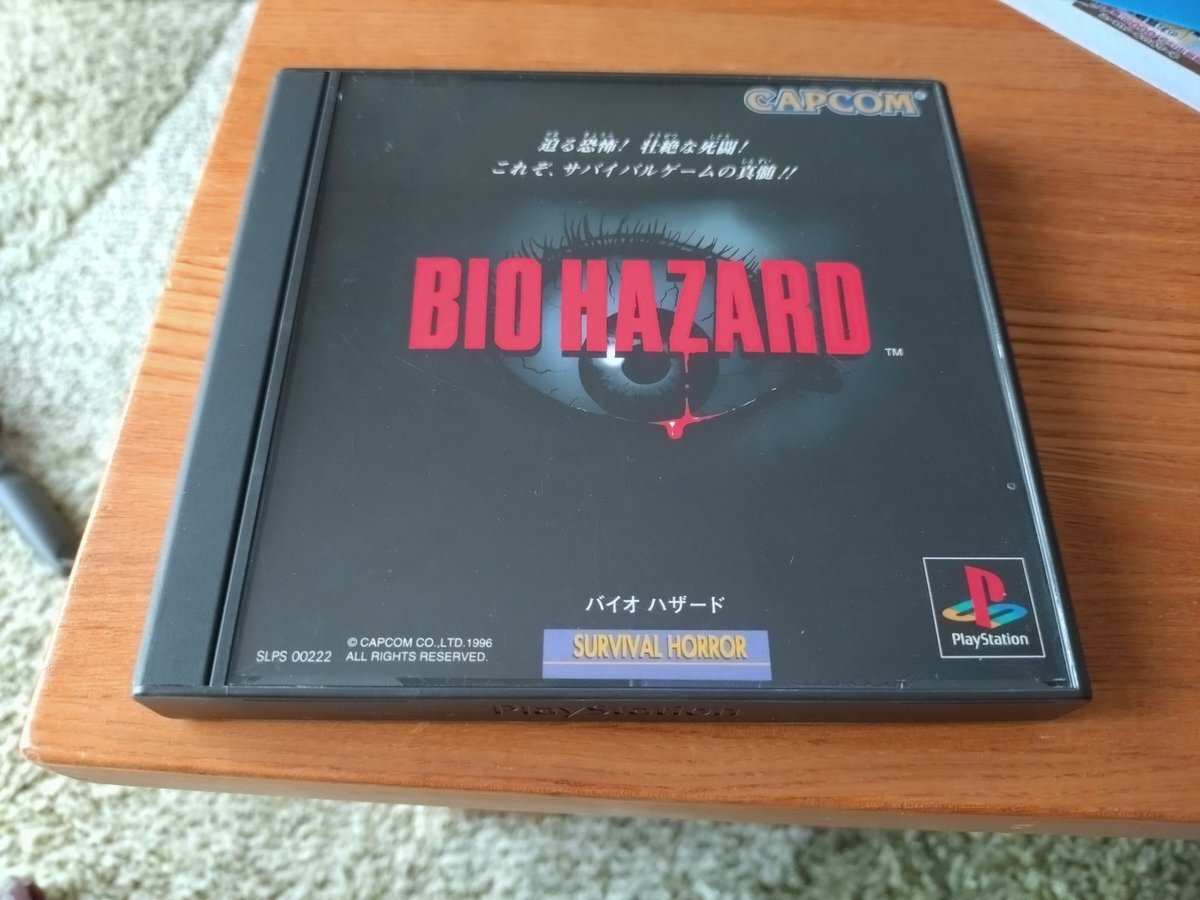 CAPCOM®
迫る恐怖! 壮絶な死闘!
これぞ、サバイバルゲームの真髄!!
BIO HAZARD ™
バイオ ハザード
SURVIVAL HORROR
SLPS 00222
© CAPCOM CO.,LTD.1996
ALL RIGHTS RESERVED.
PlayStation
PlayStation